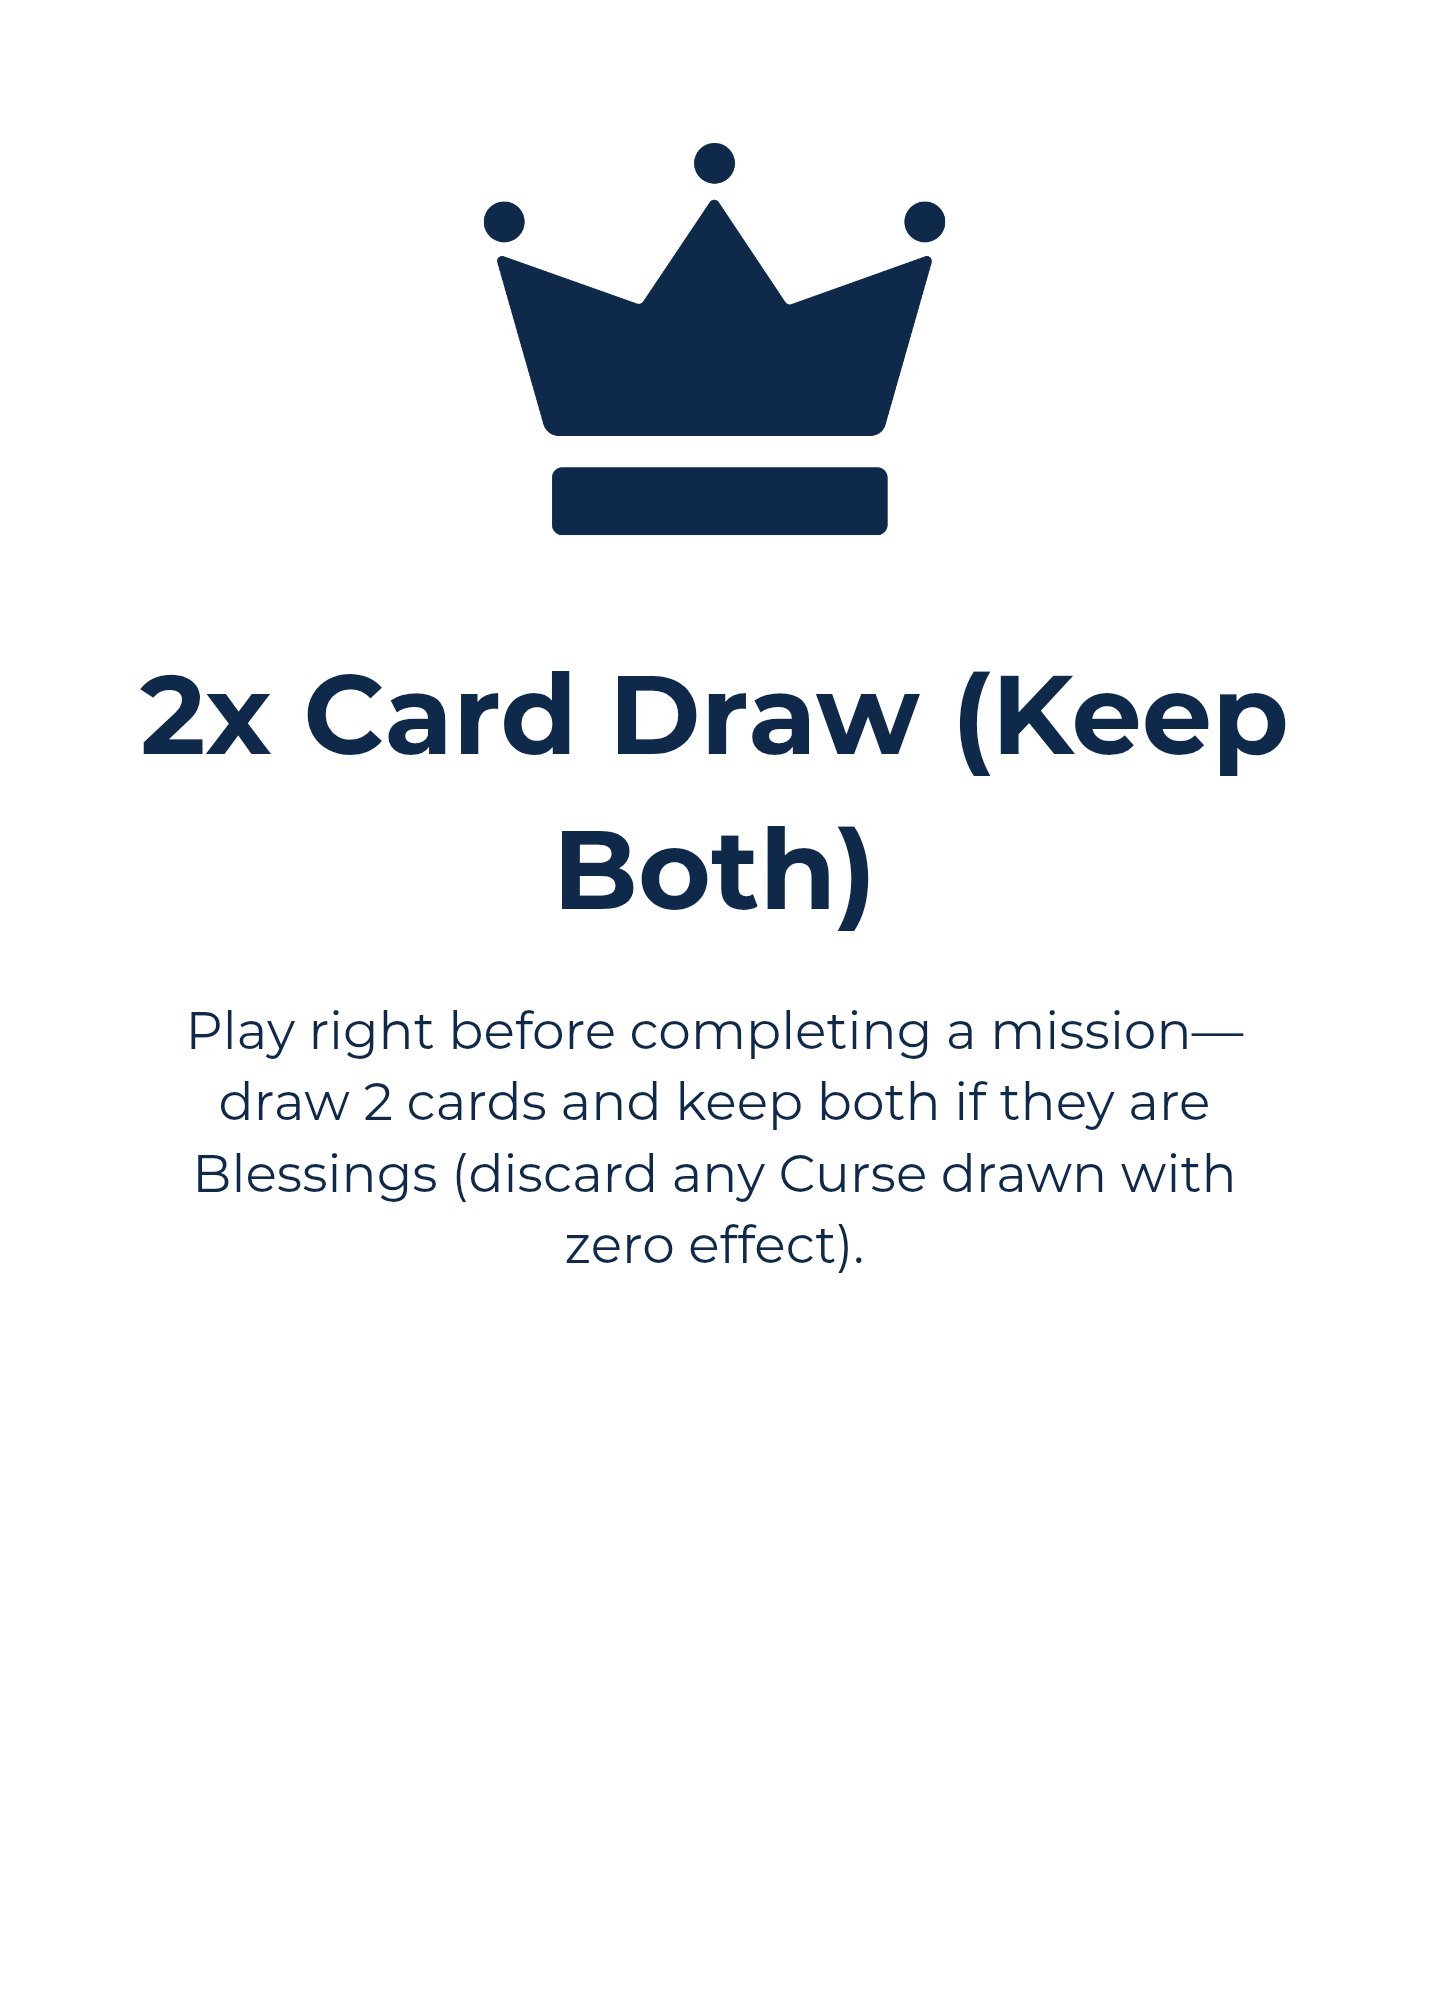 2x Card Draw (Keep
Both)
Play right before completing a mission—
draw 2 cards and keep both if they are
Blessings (discard any Curse drawn with
zero effect).